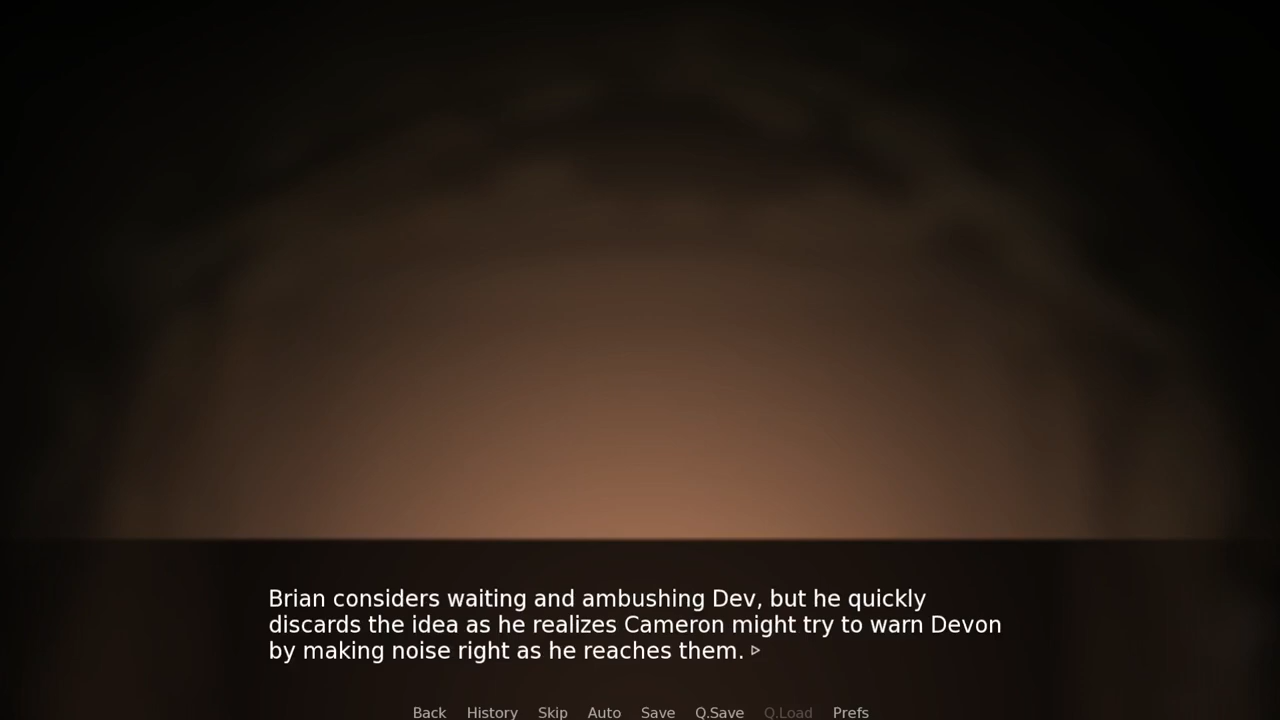 Brian considers waiting and ambushing Dev, but he quickly
discards the idea as he realizes Cameron might try to warn Devon
by making noise right as he reaches them. ▷
Back History Skip Auto Save Q.Save Q.Load Prefs